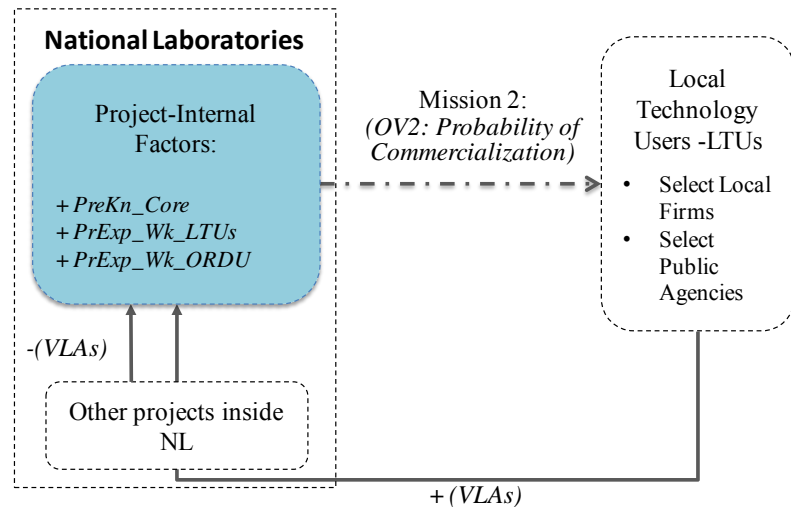 National Laboratories
Project-Internal
Factors:
+ PreKn_Core
+ PrExp_Wk_LTUs
+ PrExp_Wk_ORDU
-(VLAs)
Other projects inside
NL
Mission 2:
(OV2: Probability of
Commercialization)
Local
Technology
Users -LTUs
• Select Local
Firms
• Select
Public
Agencies
+ (VLAs)